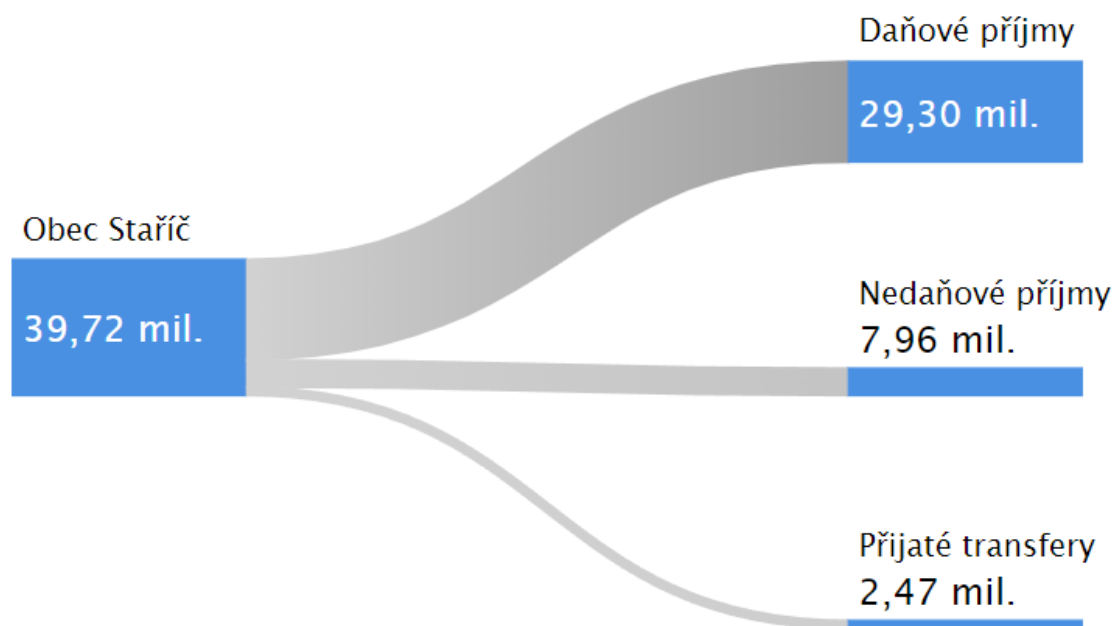 Daňové příjmy
29,30 mil.
Obec Staříč
39,72 mil.
Nedaňové příjmy
7,96 mil.
Přijaté transfery
2,47 mil.